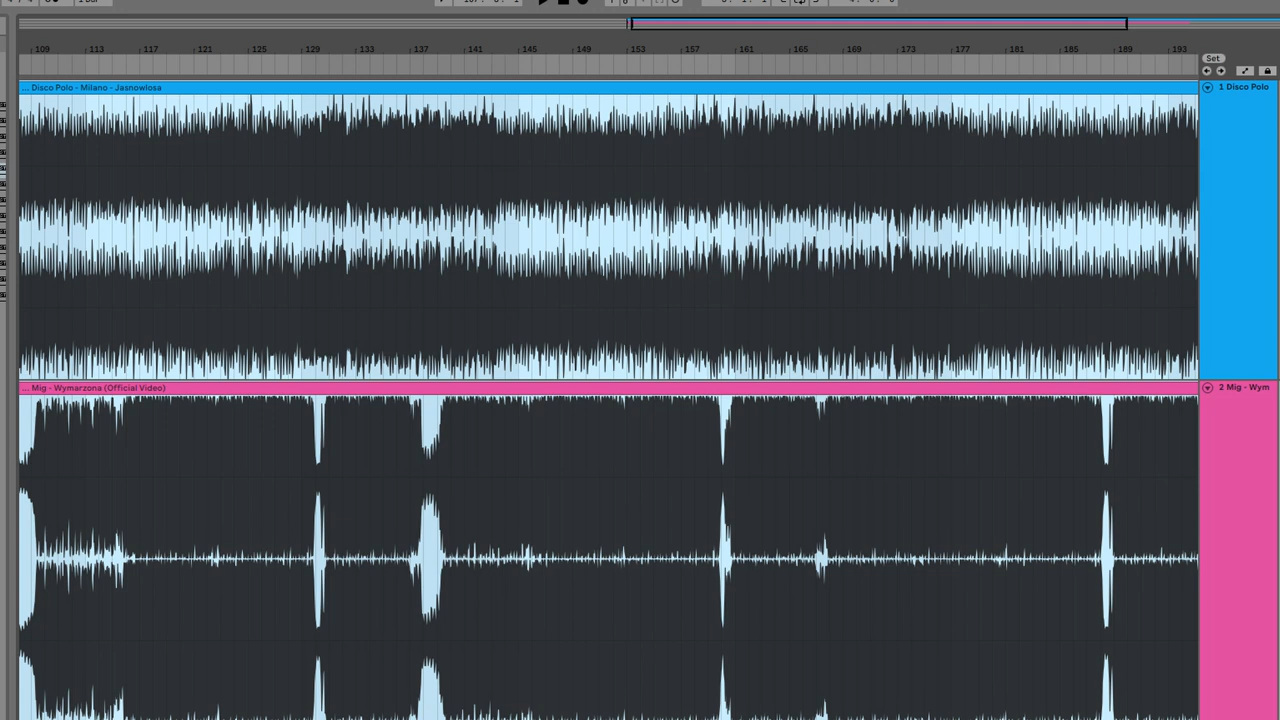 109 113 117 121 125 129 133 137 141 145 149 153 157 161 165 169 173 177 181 185 189 193
Set
... Disco Polo - Milano - Jasnowlosa
1 Disco Polo
... Mig - Wymarzona (Official Video)
2 Mig - Wym